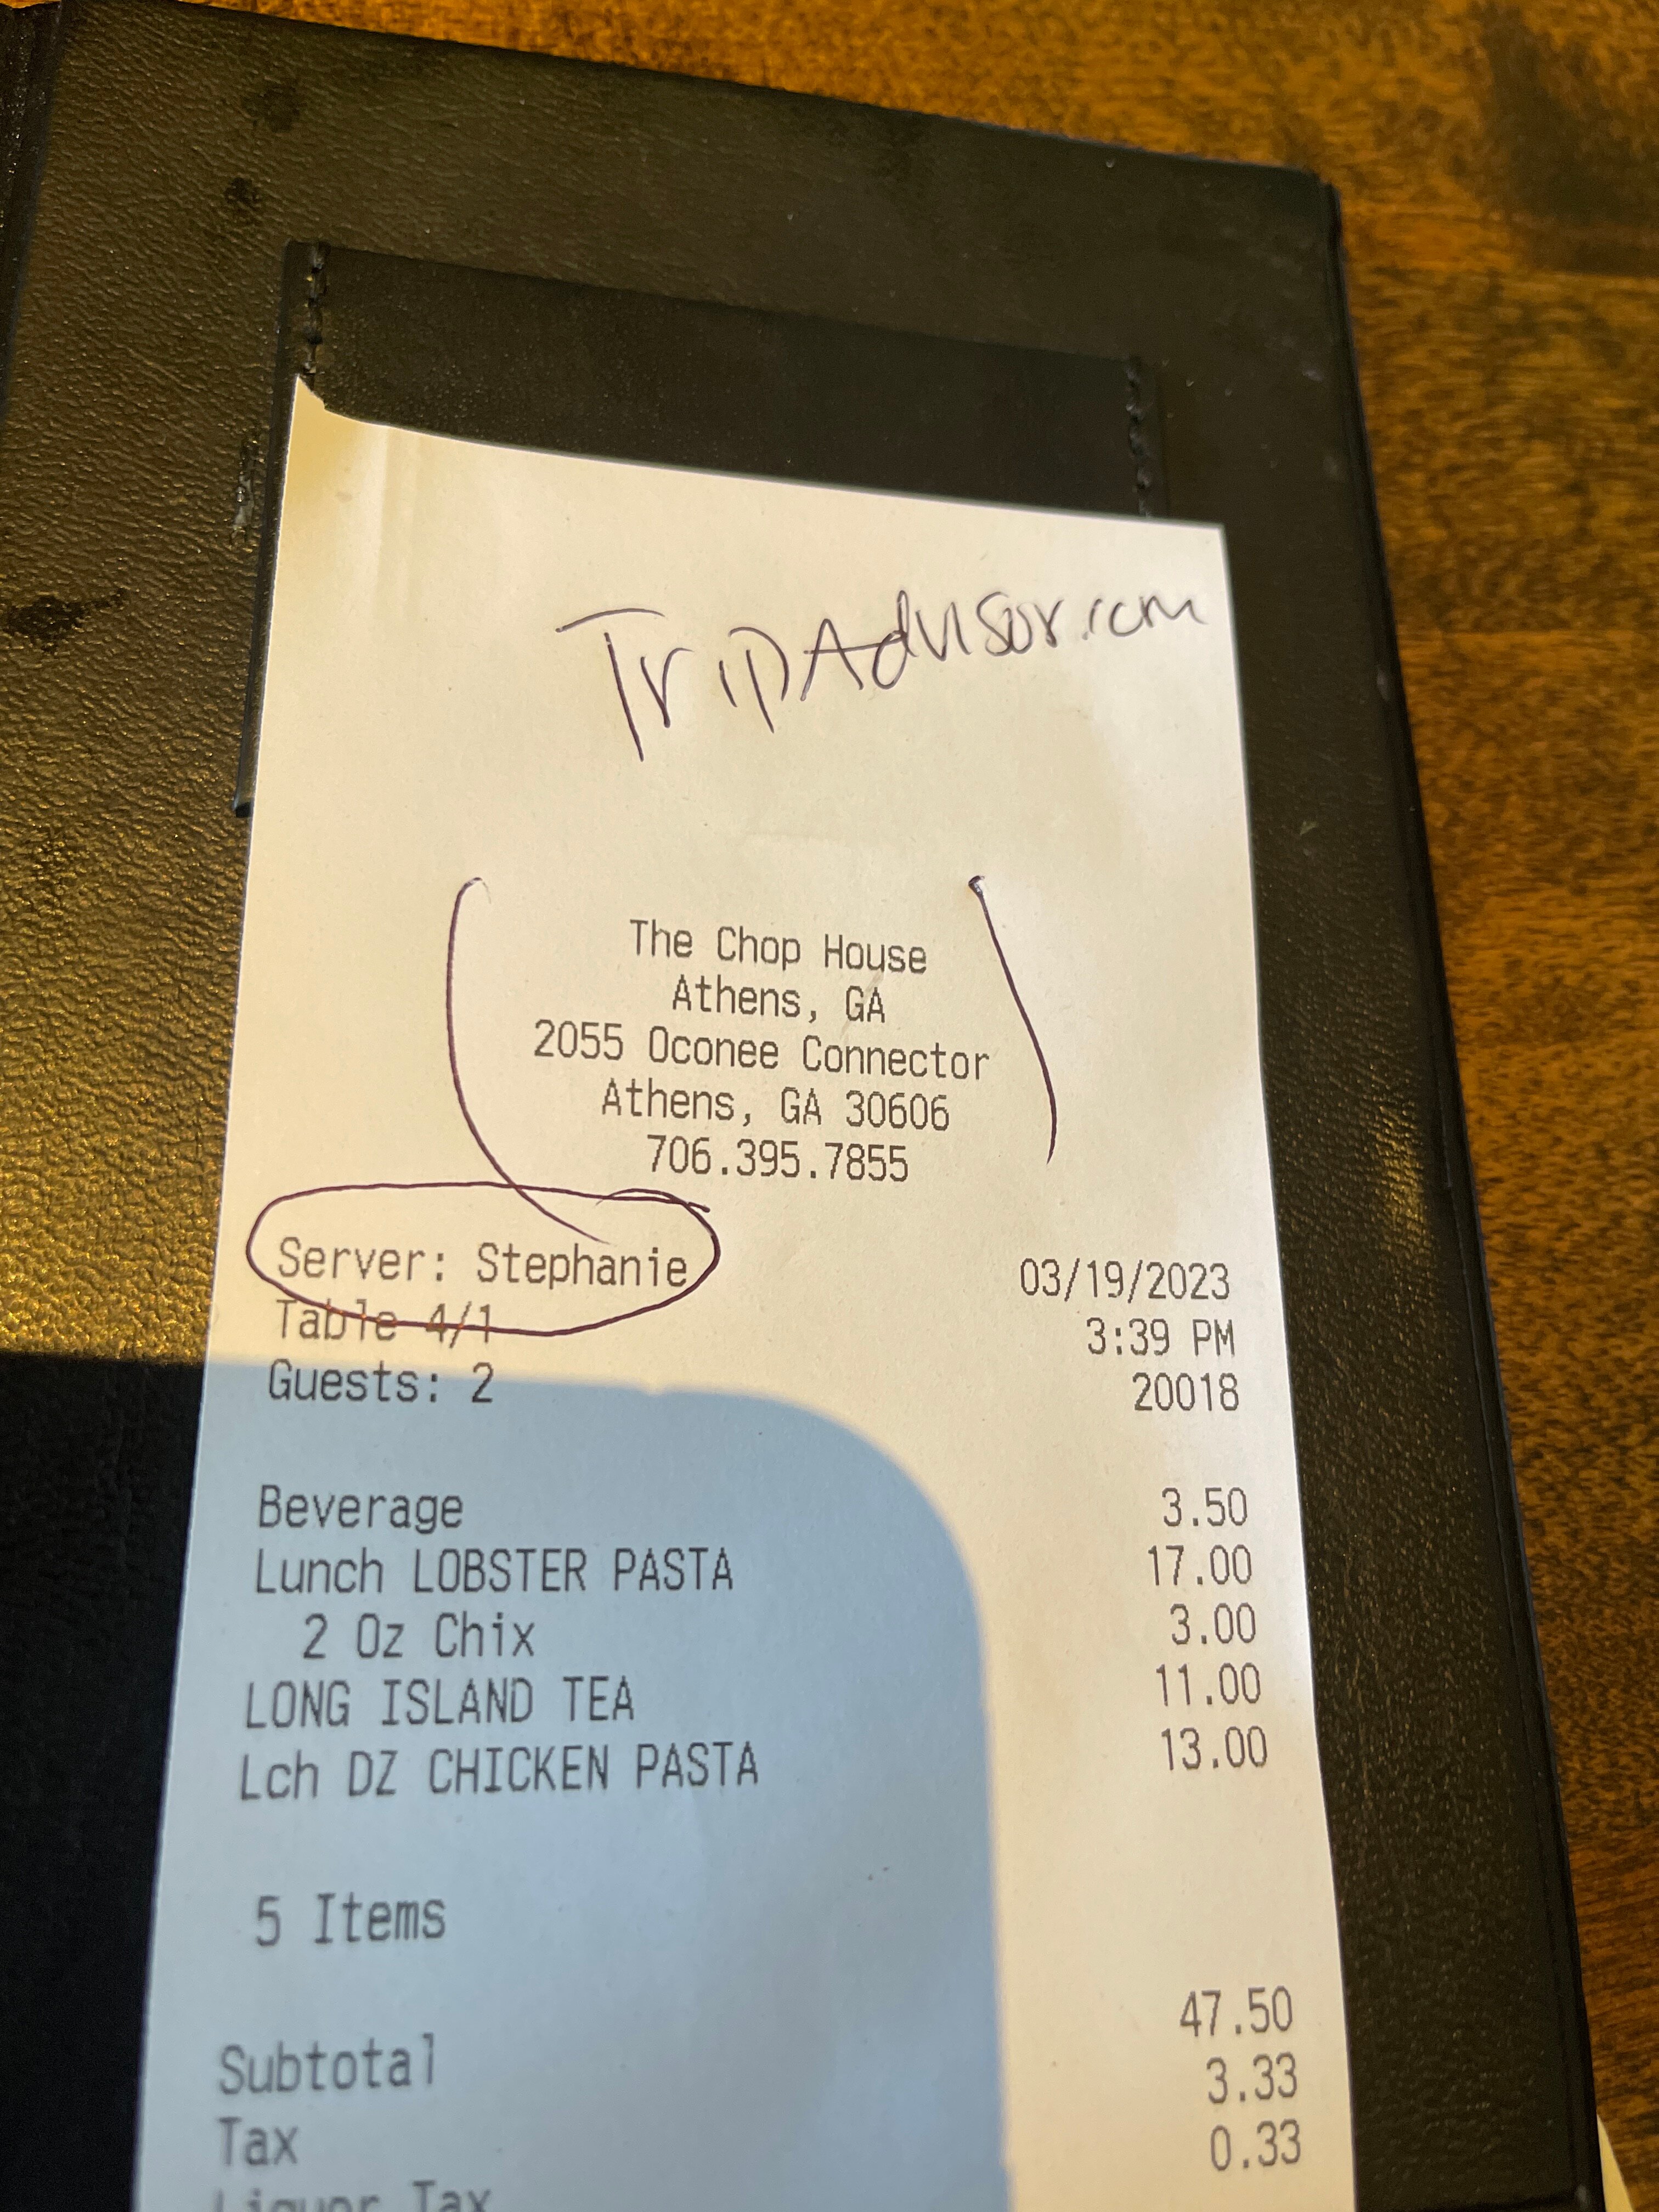 TripAdvisor.com
The Chop House
Athens, GA
2055 Oconee Connector
Athens, GA 30606
706.395.7855
Server: Stephanie 03/19/2023
Table 4/1 3:39 PM
Guests: 2 20018
Beverage 3.50
Lunch LOBSTER PASTA 17.00
2 Oz Chix 3.00
LONG ISLAND TEA 11.00
Lch DZ CHICKEN PASTA 13.00
5 Items
Subtotal 47.50
Tax 3.33
Liquor Tax 0.33